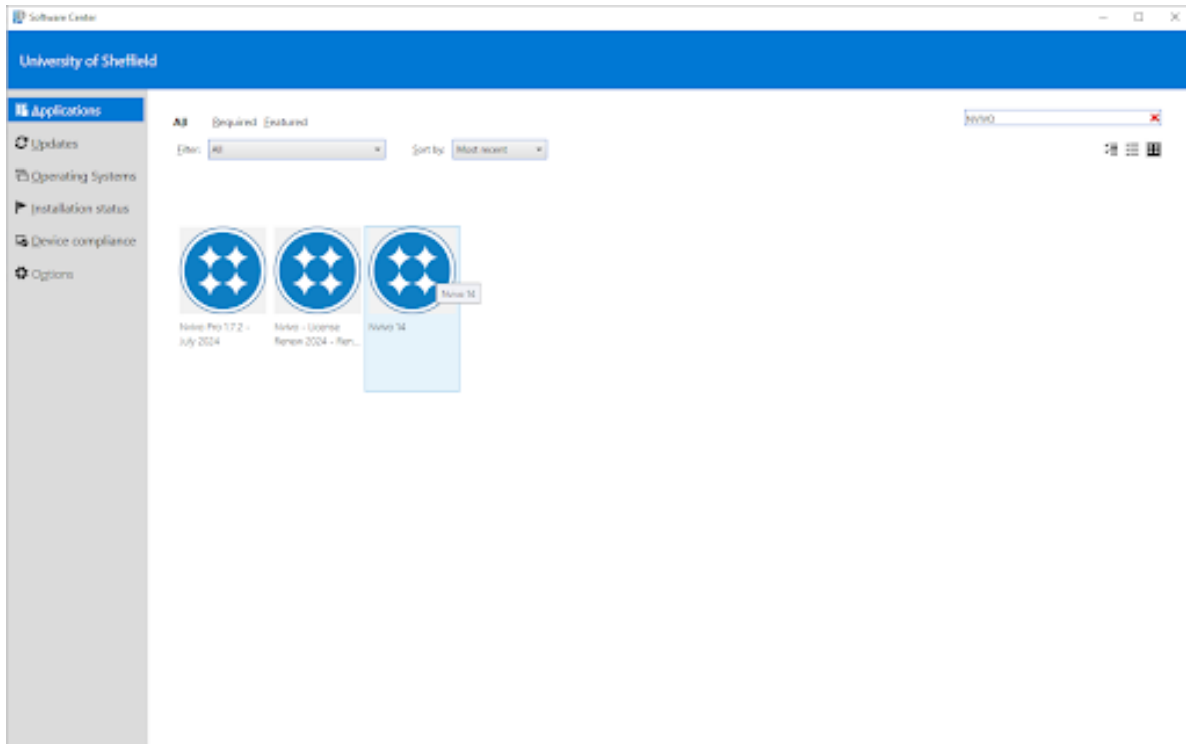 Software Center
University of Sheffield
Applications
Updates
Operating Systems
Installation status
Device compliance
Options
All Required Featured
NVIVO
Filter: All Sort by: Most recent
Nvivo Pro 1.7.2 -
July 2024
Nvivo - License
Renew 2024 - Ren...
Nvivo 14
Nvivo 14